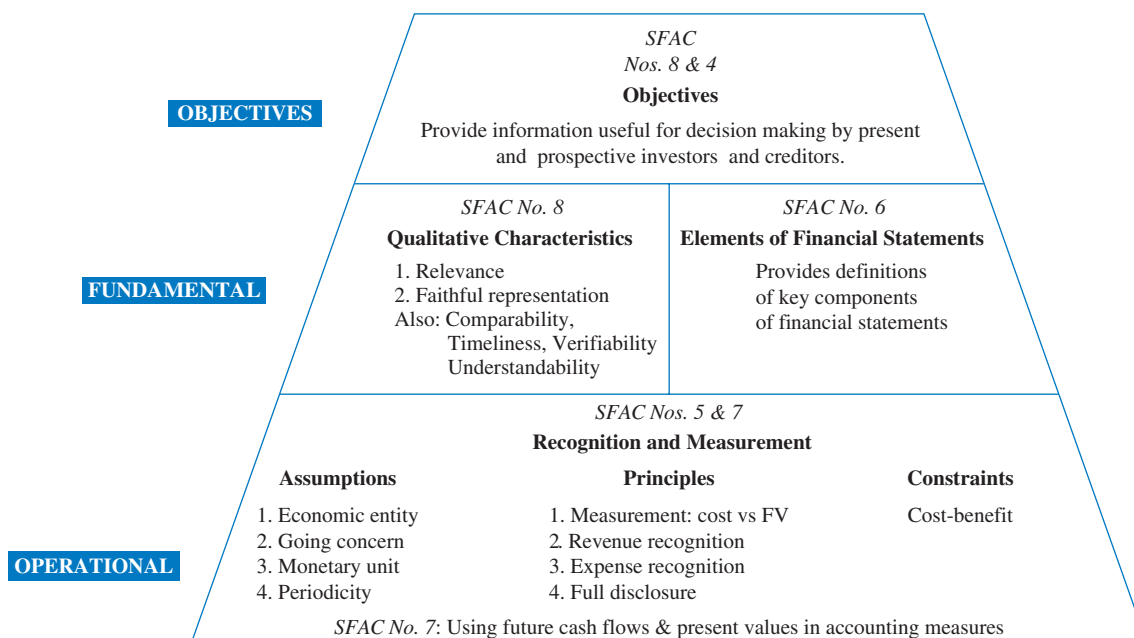 SFAC
Nos. 8 & 4
Objectives
OBJECTIVES
Provide information useful for decision making by present
and prospective investors and creditors.
SFAC No. 8
Qualitative Characteristics
1. Relevance
2. Faithful representation
Also: Comparability,
Timeliness, Verifiability
Understandability
SFAC No. 6
Elements of Financial Statements
Provides definitions
of key components
of financial statements
FUNDAMENTAL
SFAC Nos. 5 & 7
Recognition and Measurement
Assumptions
1. Economic entity
2. Going concern
3. Monetary unit
4. Periodicity
Principles
1. Measurement: cost vs FV
2. Revenue recognition
3. Expense recognition
4. Full disclosure
Constraints
Cost-benefit
OPERATIONAL
SFAC No. 7: Using future cash flows & present values in accounting measures